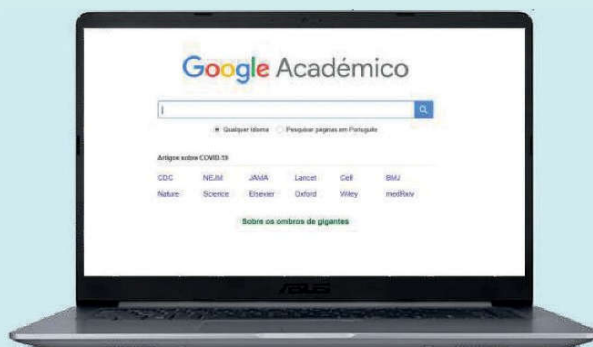 Google Académico
Qualquer idioma Pesquisar páginas em Português
Artigos sobre COVID-19
CDC NEJM JAMA Lancet Cell BMJ
Nature Science Elsevier Oxford Wiley medRxiv
Sobre os ombros de gigantes
ASUS